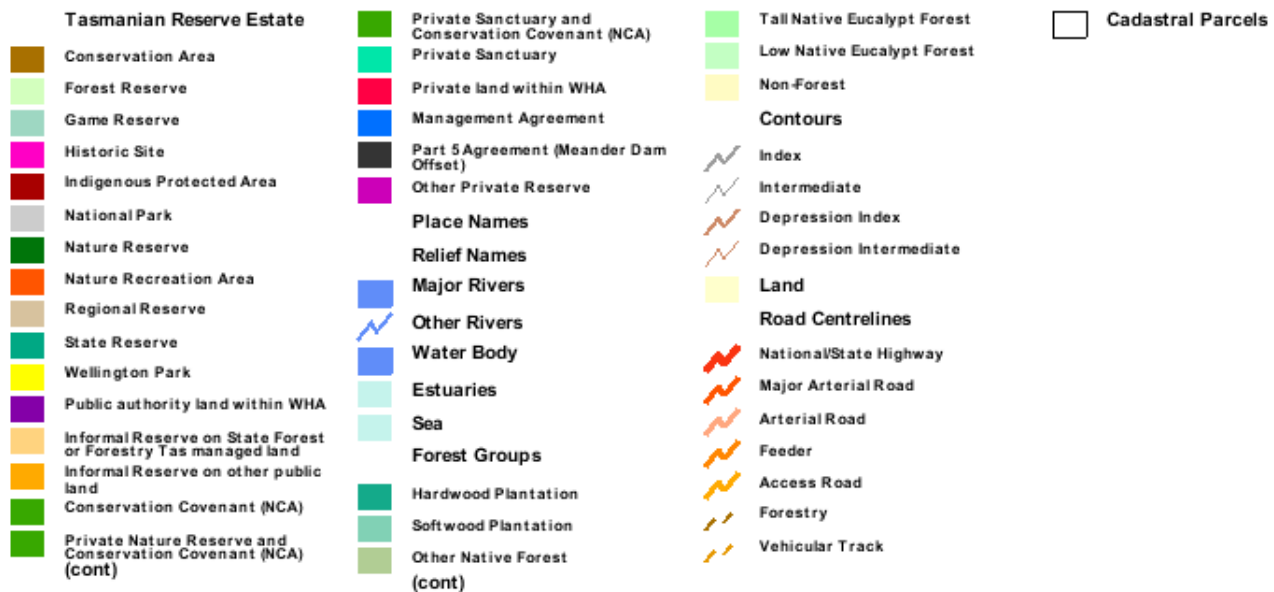 Tasmanian Reserve Estate
Conservation Area
Forest Reserve
Game Reserve
Historic Site
Indigenous Protected Area
National Park
Nature Reserve
Nature Recreation Area
Regional Reserve
State Reserve
Wellington Park
Public authority land within WHA
Informal Reserve on State Forest
or Forestry Tas managed land
Informal Reserve on other public
land
Conservation Covenant (NCA)
Private Nature Reserve and
Conservation Covenant (NCA)
(cont)
Private Sanctuary and
Conservation Covenant (NCA)
Private Sanctuary
Private land within WHA
Management Agreement
Part 5 Agreement (Meander Dam
Offset)
Other Private Reserve
Place Names
Relief Names
Major Rivers
Other Rivers
Water Body
Estuaries
Sea
Forest Groups
Hardwood Plantation
Softwood Plantation
Other Native Forest
(cont)
Tall Native Eucalypt Forest
Low Native Eucalypt Forest
Non-Forest
Contours
Index
Intermediate
Depression Index
Depression Intermediate
Land
Road Centrelines
National/State Highway
Major Arterial Road
Arterial Road
Feeder
Access Road
Forestry
Vehicular Track
Cadastral Parcels